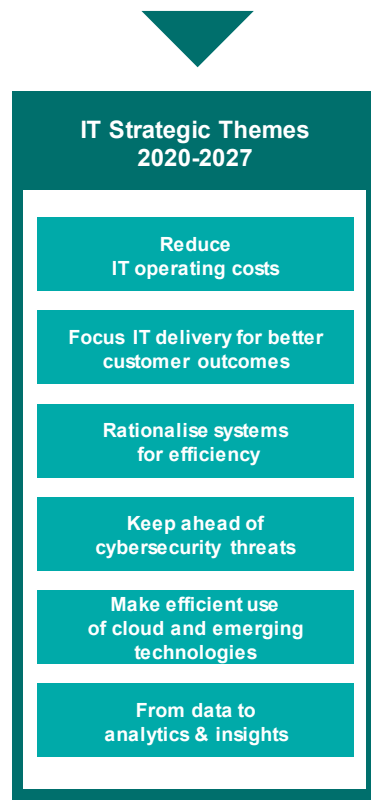 IT Strategic Themes
2020-2027
Reduce
IT operating costs
Focus IT delivery for better
customer outcomes
Rationalise systems
for efficiency
Keep ahead of
cybersecurity threats
Make efficient use
of cloud and emerging
technologies
From data to
analytics & insights